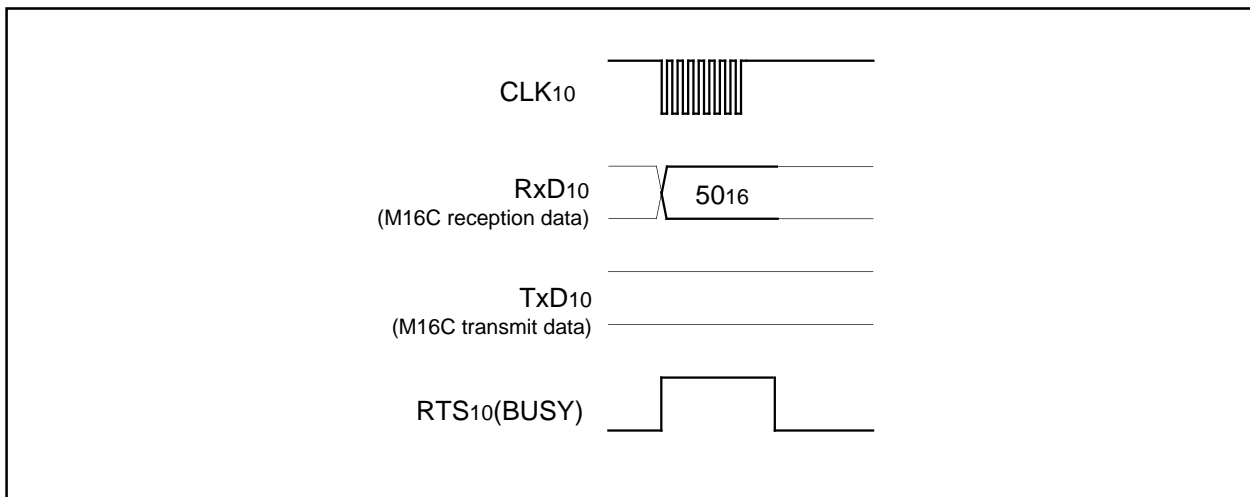 CLK10
RxD10
5016
(M16C reception data)
TxD10
(M16C transmit data)
RTS10(BUSY)